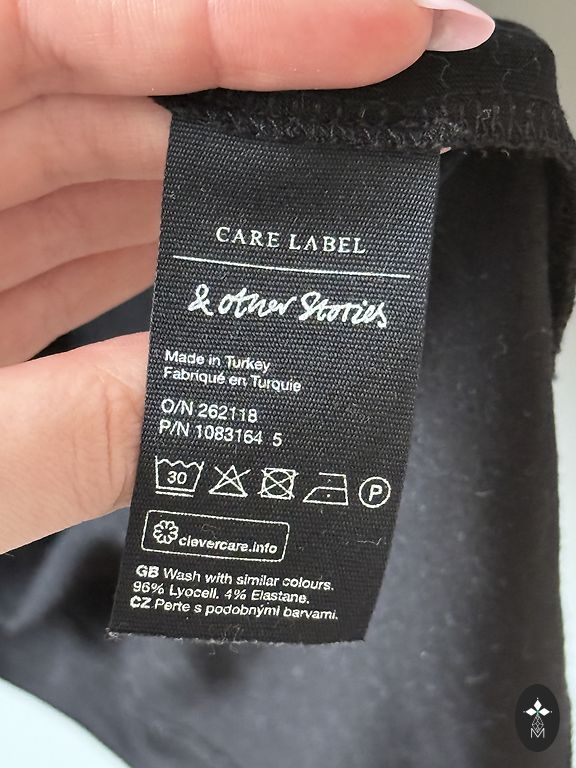 CARE LABEL
& other Stories
Made in Turkey
Fabriqué en Turquie
O/N 262118
P/N 1083164 5
30
P
clevercare.info
GB Wash with similar colours.
96% Lyocell. 4% Elastane.
CZ Perte s podobnými barvami.
M